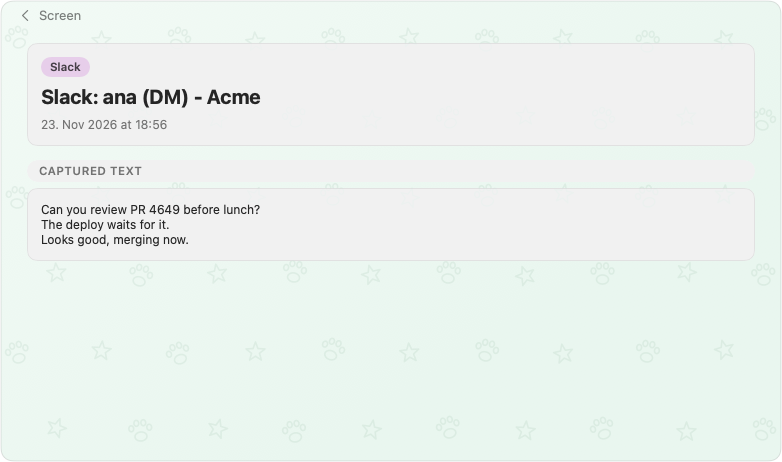 Screen
Slack
Slack: ana (DM) - Acme
23. Nov 2026 at 18:56
CAPTURED TEXT
Can you review PR 4649 before lunch?
The deploy waits for it.
Looks good, merging now.